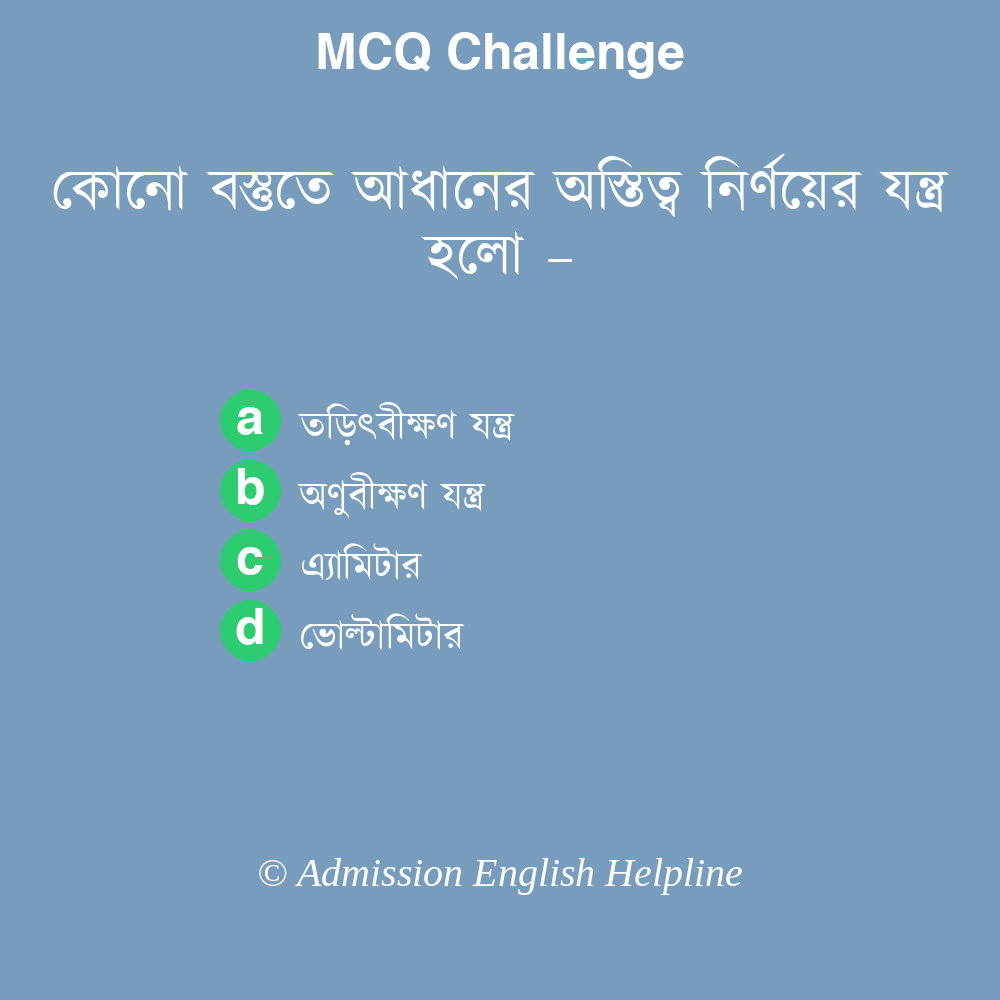 MCQ Challenge
কোনো বস্তুতে আধানের অস্তিত্ব নির্ণয়ের যন্ত্র
হলো –
a তড়িৎবীক্ষণ যন্ত্র
b অণুবীক্ষণ যন্ত্র
c এ্যামিটার
d ভোল্টামিটার
© Admission English Helpline